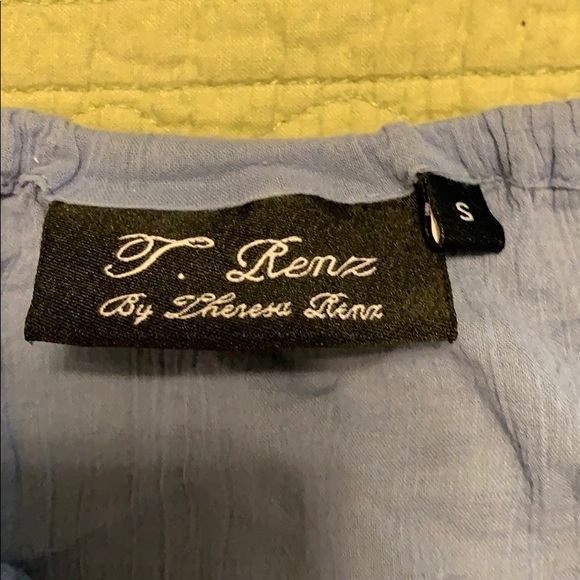 T. Renz
By Theresa Renz
S